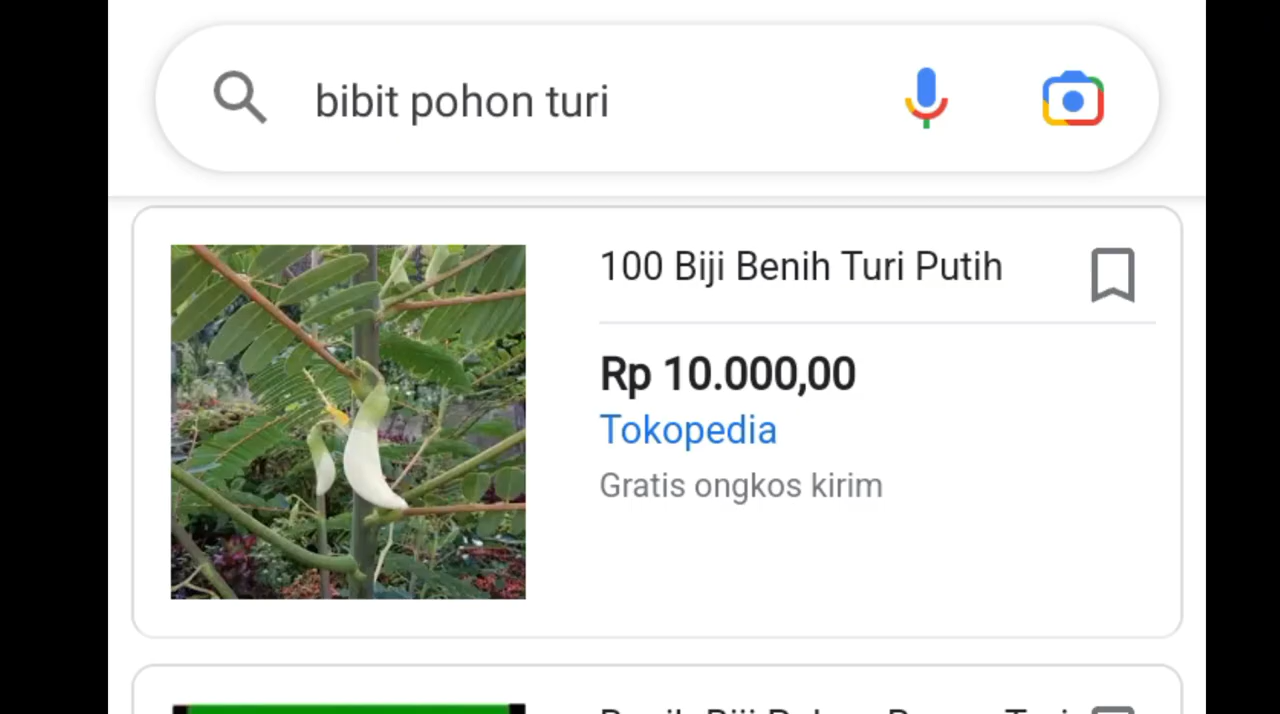 bibit pohon turi
100 Biji Benih Turi Putih
Rp 10.000,00
Tokopedia
Gratis ongkos kirim